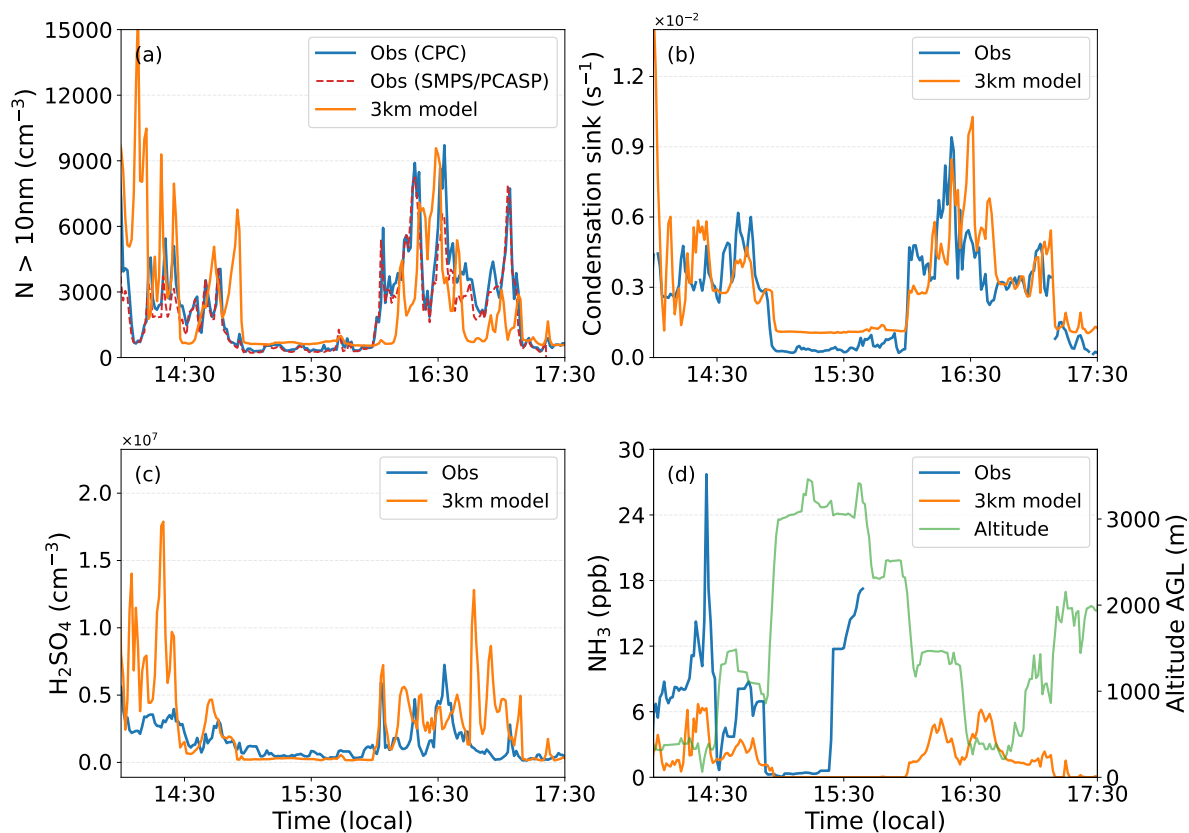 (a)
Obs (CPC)
Obs (SMPS/PCASP)
3km model
N > 10nm (cm⁻³)
15000
12000
9000
6000
3000
0
14:30 15:30 16:30 17:30
×10⁻²
(b)
Obs
3km model
Condensation sink (s⁻¹)
1.2
0.9
0.6
0.3
0.0
14:30 15:30 16:30 17:30
×10⁷
(c)
Obs
3km model
H₂SO₄ (cm⁻³)
2.0
1.5
1.0
0.5
0.0
14:30 15:30 16:30 17:30
Time (local)
(d)
Obs
3km model
Altitude
NH₃ (ppb)
30
24
18
12
6
0
Altitude AGL (m)
3000
2000
1000
0
14:30 15:30 16:30 17:30
Time (local)